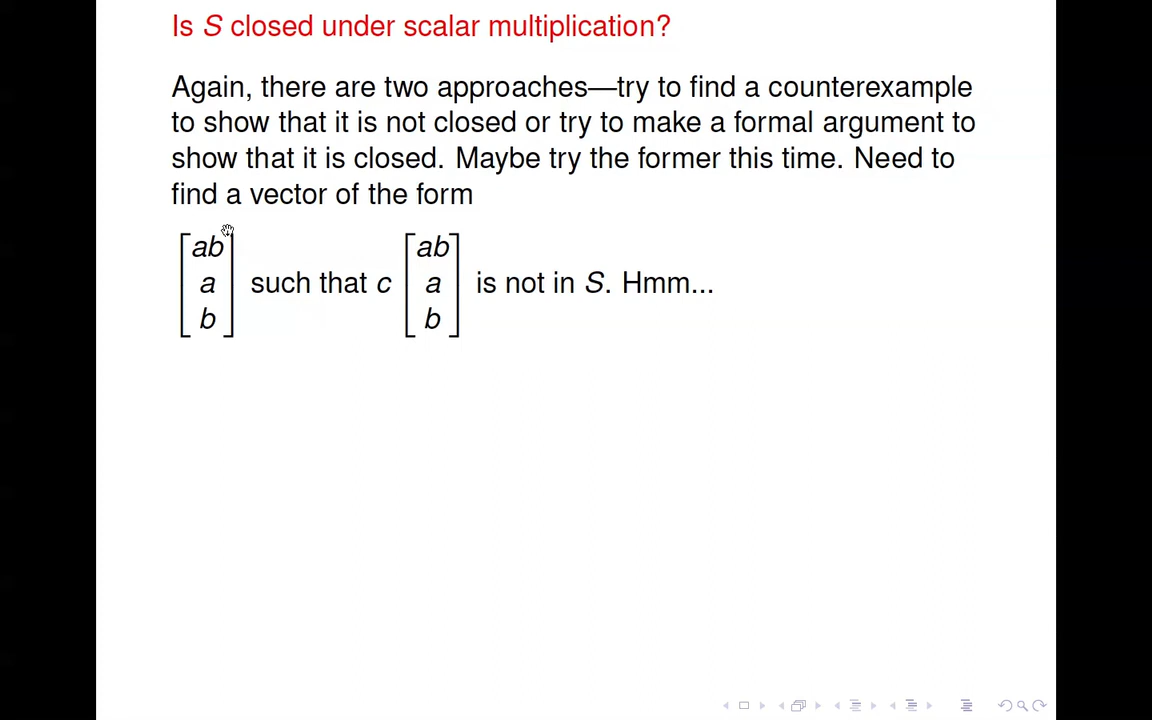 Is S closed under scalar multiplication?
Again, there are two approaches—try to find a counterexample
to show that it is not closed or try to make a formal argument to
show that it is closed. Maybe try the former this time. Need to
find a vector of the form
[ab a b] such that c [ab a b] is not in S. Hmm...